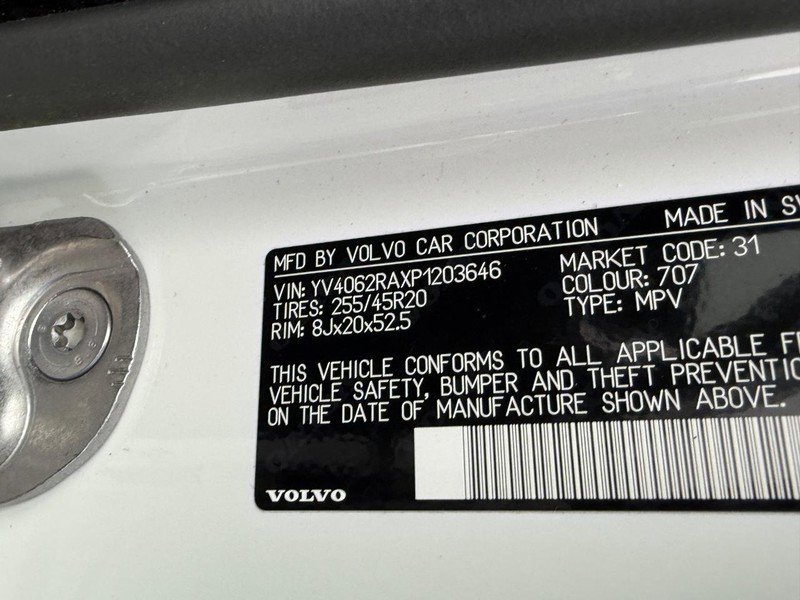 MFD BY VOLVO CAR CORPORATION MADE IN
VIN: YV4062RAXP1203646 MARKET CODE: 31
TIRES: 255/45R20 COLOUR: 707
RIM: 8Jx20x52.5 TYPE: MPV
THIS VEHICLE CONFORMS TO ALL APPLICABLE
VEHICLE SAFETY, BUMPER AND THEFT PREVENTIO
ON THE DATE OF MANUFACTURE SHOWN ABOVE.
VOLVO